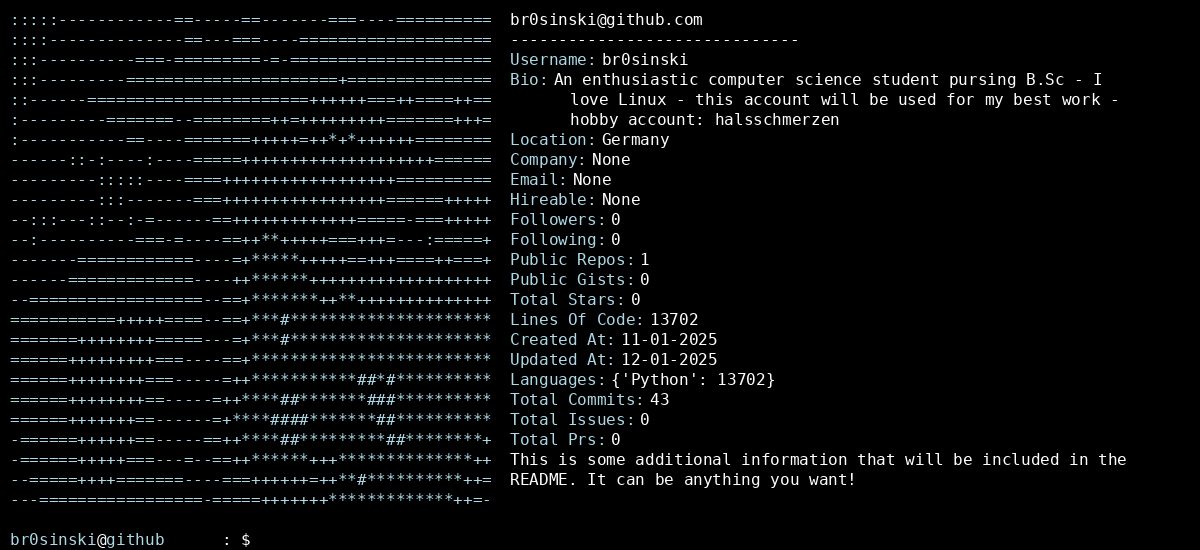 br0sinski@github.com
------------------------------
Username: br0sinski
Bio: An enthusiastic computer science student pursing B.Sc - I
love Linux - this account will be used for my best work -
hobby account: halsschmerzen
Location: Germany
Company: None
Email: None
Hireable: None
Followers: 0
Following: 0
Public Repos: 1
Public Gists: 0
Total Stars: 0
Lines Of Code: 13702
Created At: 11-01-2025
Updated At: 12-01-2025
Languages: {'Python': 13702}
Total Commits: 43
Total Issues: 0
Total Prs: 0
This is some additional information that will be included in the
README. It can be anything you want!
br0sinski@github : $